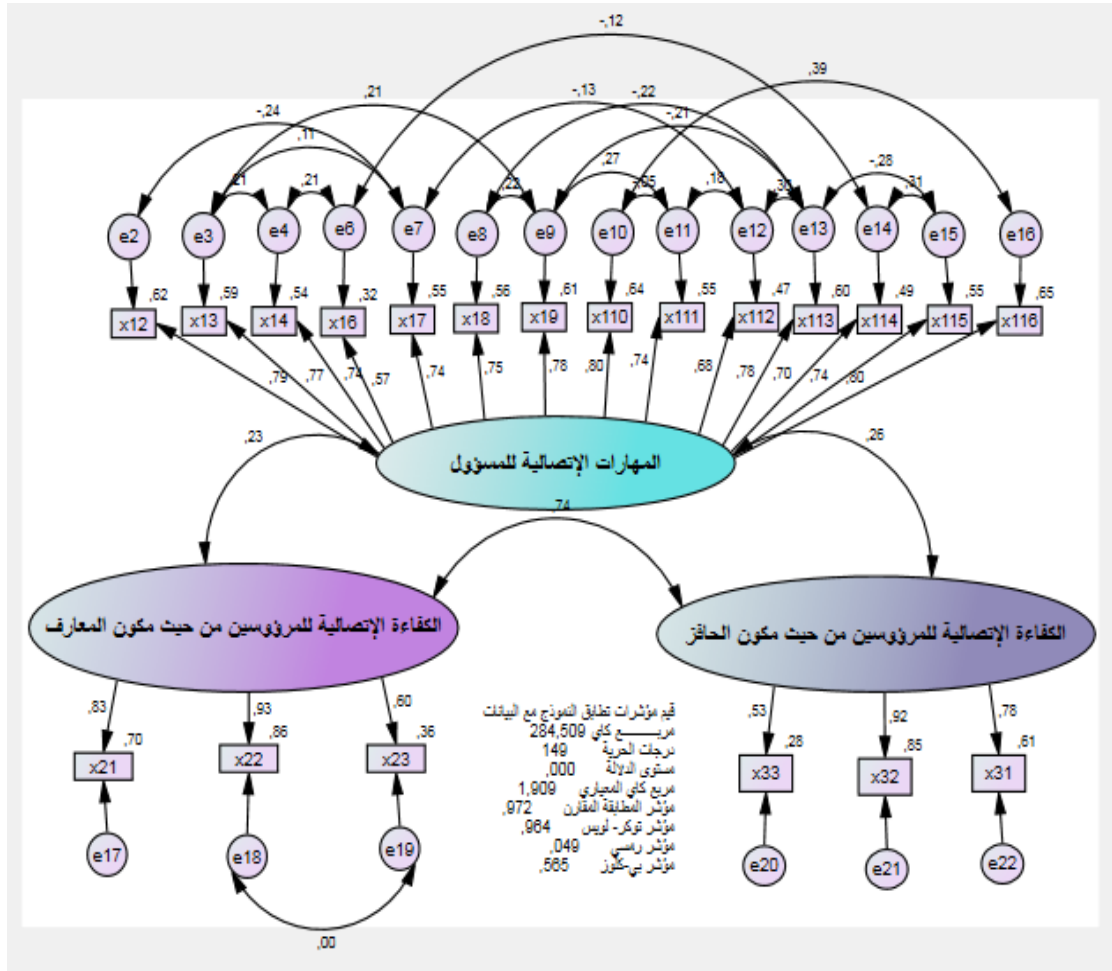 -,12
,39
,21
-,13
-,22
-,24
-,21
,11
,27
-,28
,21
,21
,22
-,05
,18
,30
,31
e2 e3 e4 e6 e7 e8 e9 e10 e11 e12 e13 e14 e15 e16
,62 ,59 ,54 ,32 ,55 ,56 ,61 ,64 ,55 ,47 ,60 ,49 ,55 ,65
x12 x13 x14 x16 x17 x18 x19 x110 x111 x112 x113 x114 x115 x116
,79 ,77 ,74 ,57 ,74 ,75 ,78 ,80 ,74 ,68 ,78 ,70 ,74 ,80
,23
,26
المهارات الإتصالية للمسؤول
,74
الكفاءة الإتصالية للمرؤوسين من حيث مكون المعارف
الكفاءة الإتصالية للمرؤوسين من حيث مكون الحافز
,83 ,93 ,60
,53 ,92 ,78
,70 ,86 ,36
,28 ,85 ,61
x21 x22 x23
x33 x32 x31
e17 e18 e19
e20 e21 e22
,00
قيم مؤشرات تطابق النموذج مع البيانات
مربـــــــع كاي 284,509
درجات الحرية 149
مستوى الدلالة ,000
مربع كاي المعياري 1,909
مؤشر المطابقة المقارن ,972
مؤشر توكر- لويس ,964
مؤشر رمسي ,049
مؤشر بي-كلوز ,565